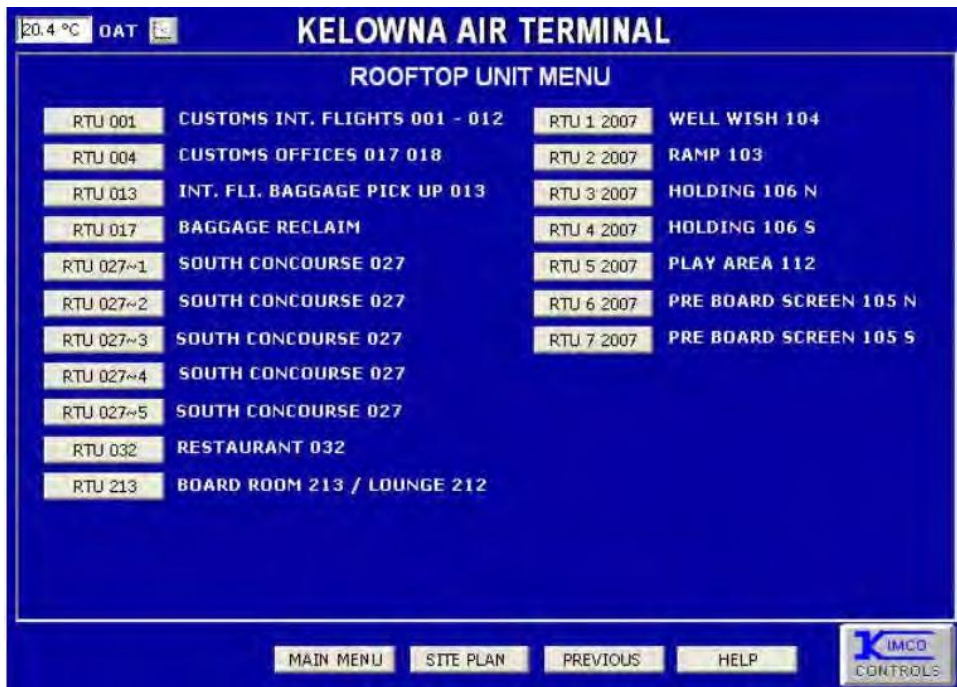 20.4 °C OAT
KELOWNA AIR TERMINAL
ROOFTOP UNIT MENU
RTU 001 CUSTOMS INT. FLIGHTS 001 - 012
RTU 004 CUSTOMS OFFICES 017 018
RTU 013 INT. FLI. BAGGAGE PICK UP 013
RTU 017 BAGGAGE RECLAIM
RTU 027~1 SOUTH CONCOURSE 027
RTU 027~2 SOUTH CONCOURSE 027
RTU 027~3 SOUTH CONCOURSE 027
RTU 027~4 SOUTH CONCOURSE 027
RTU 027~5 SOUTH CONCOURSE 027
RTU 032 RESTAURANT 032
RTU 213 BOARD ROOM 213 / LOUNGE 212
RTU 1 2007 WELL WISH 104
RTU 2 2007 RAMP 103
RTU 3 2007 HOLDING 106 N
RTU 4 2007 HOLDING 106 S
RTU 5 2007 PLAY AREA 112
RTU 6 2007 PRE BOARD SCREEN 105 N
RTU 7 2007 PRE BOARD SCREEN 105 S
MAIN MENU SITE PLAN PREVIOUS HELP
KIMCO
CONTROLS